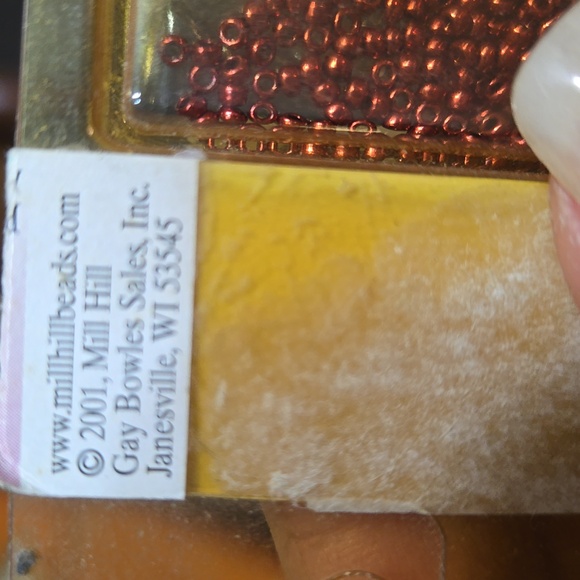 www.millhillbeads.com
© 2001, Mill Hill
Gay Bowles Sales, Inc.
Janesville, WI 53545